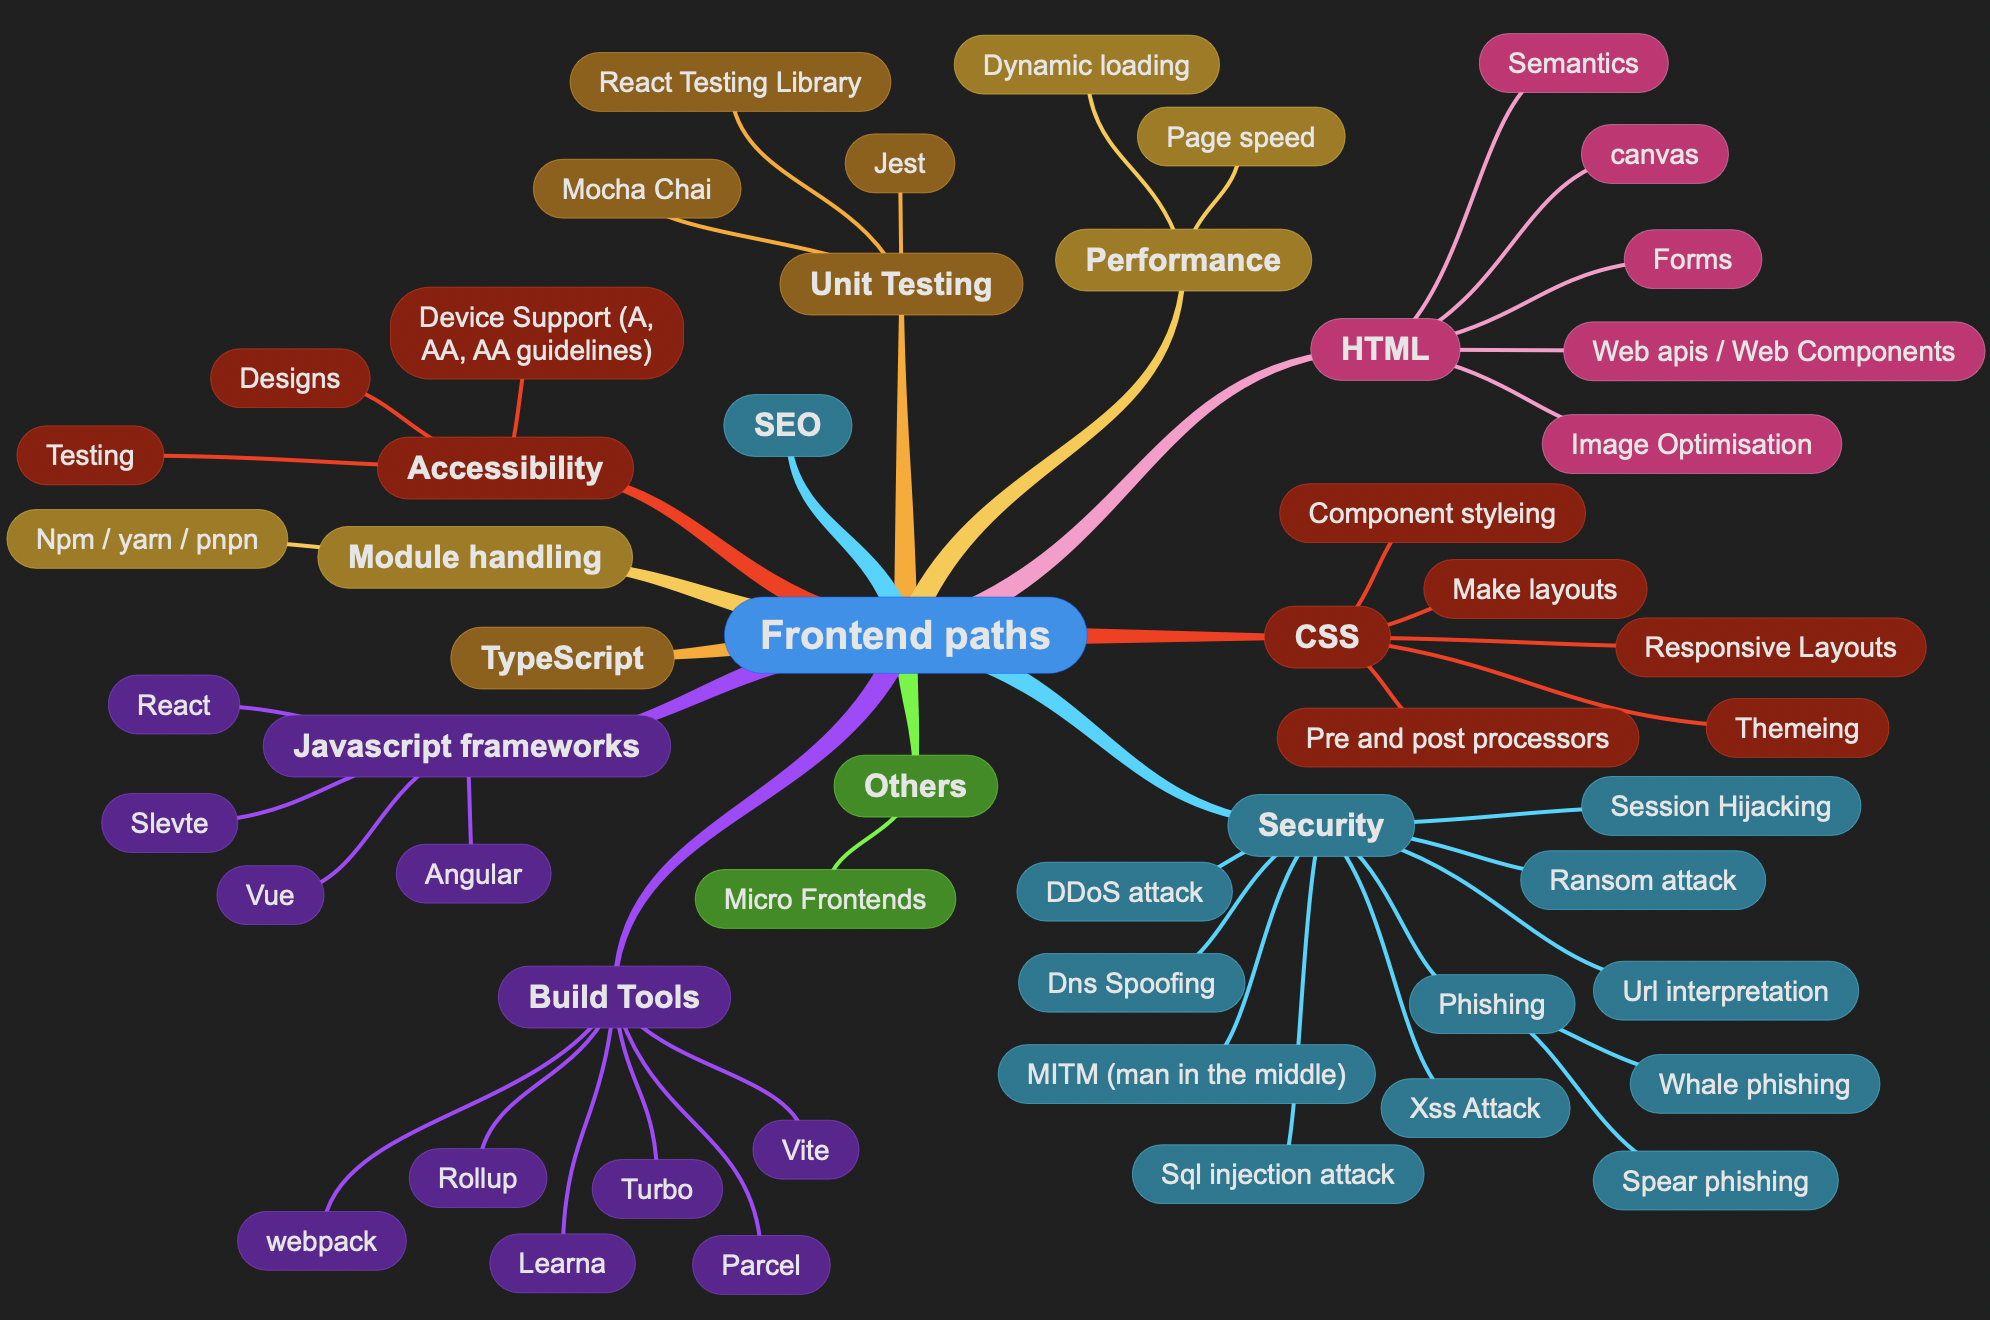 Frontend paths
Unit Testing
React Testing Library
Mocha Chai
Jest
Performance
Dynamic loading
Page speed
HTML
Semantics
canvas
Forms
Web apis / Web Components
Image Optimisation
CSS
Component styleing
Make layouts
Responsive Layouts
Themeing
Pre and post processors
Security
Session Hijacking
Ransom attack
Url interpretation
Phishing
Whale phishing
Spear phishing
Xss Attack
Sql injection attack
MITM (man in the middle)
Dns Spoofing
DDoS attack
Others
Micro Frontends
Build Tools
webpack
Rollup
Learna
Turbo
Parcel
Vite
Javascript frameworks
React
Slevte
Vue
Angular
TypeScript
Module handling
Npm / yarn / pnpn
Accessibility
Testing
Designs
Device Support (A,
AA, AA guidelines)
SEO